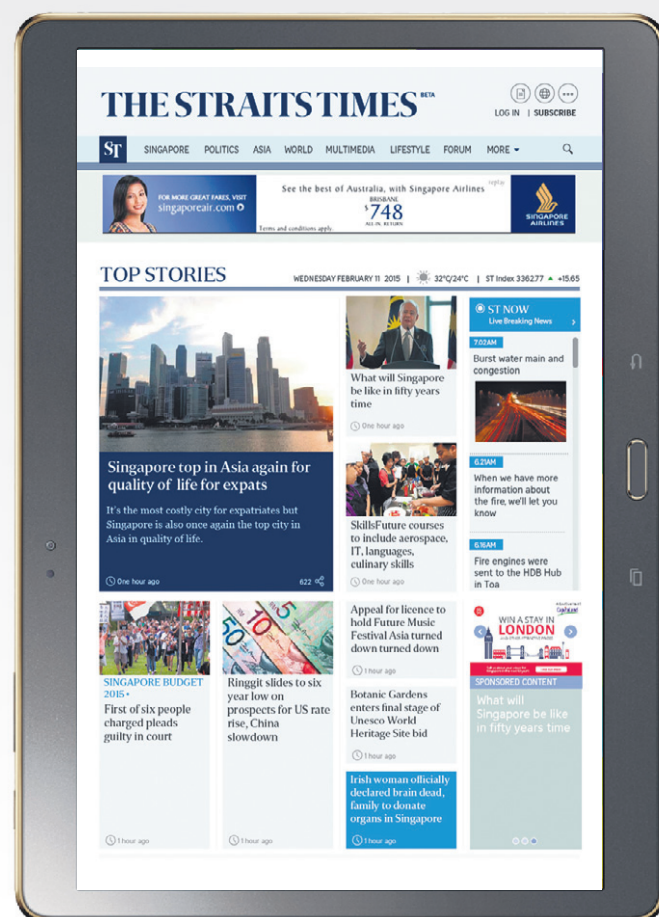 THE STRAITS TIMES BETA
LOG IN | SUBSCRIBE
ST
SINGAPORE POLITICS ASIA WORLD MULTIMEDIA LIFESTYLE FORUM MORE
FOR MORE GREAT FARES, VISIT
singaporeair.com
See the best of Australia, with Singapore Airlines
replay
BRISBANE
$748
ALL IN, RETURN
Terms and conditions apply.
SINGAPORE
AIRLINES
TOP STORIES
WEDNESDAY FEBRUARY 11 2015 | 32°C/24°C | ST Index 3362.77 +15.65
Singapore top in Asia again for
quality of life for expats
It's the most costly city for expatriates but
Singapore is also once again the top city in
Asia in quality of life.
One hour ago
622
What will Singapore
be like in fifty years
time
One hour ago
SkillsFuture courses
to include aerospace,
IT, languages,
culinary skills
One hour ago
ST NOW
Live Breaking News
7.02AM
Burst water main and
congestion
6.21AM
When we have more
information about
the fire, we'll let you
know
6.16AM
Fire engines were
sent to the HDB Hub
in Toa
SINGAPORE BUDGET
2015
First of six people
charged pleads
guilty in court
1 hour ago
50
10
Ringgit slides to six
year low on
prospects for US rate
rise, China
slowdown
1 hour ago
Appeal for licence to
hold Future Music
Festival Asia turned
down turned down
1 hour ago
Botanic Gardens
enters final stage of
Unesco World
Heritage Site bid
1 hour ago
Irish woman officially
declared brain dead,
family to donate
organs in Singapore
1 hour ago
WIN A STAY IN
LONDON
SPONSORED CONTENT
What will
Singapore be like
in fifty years time